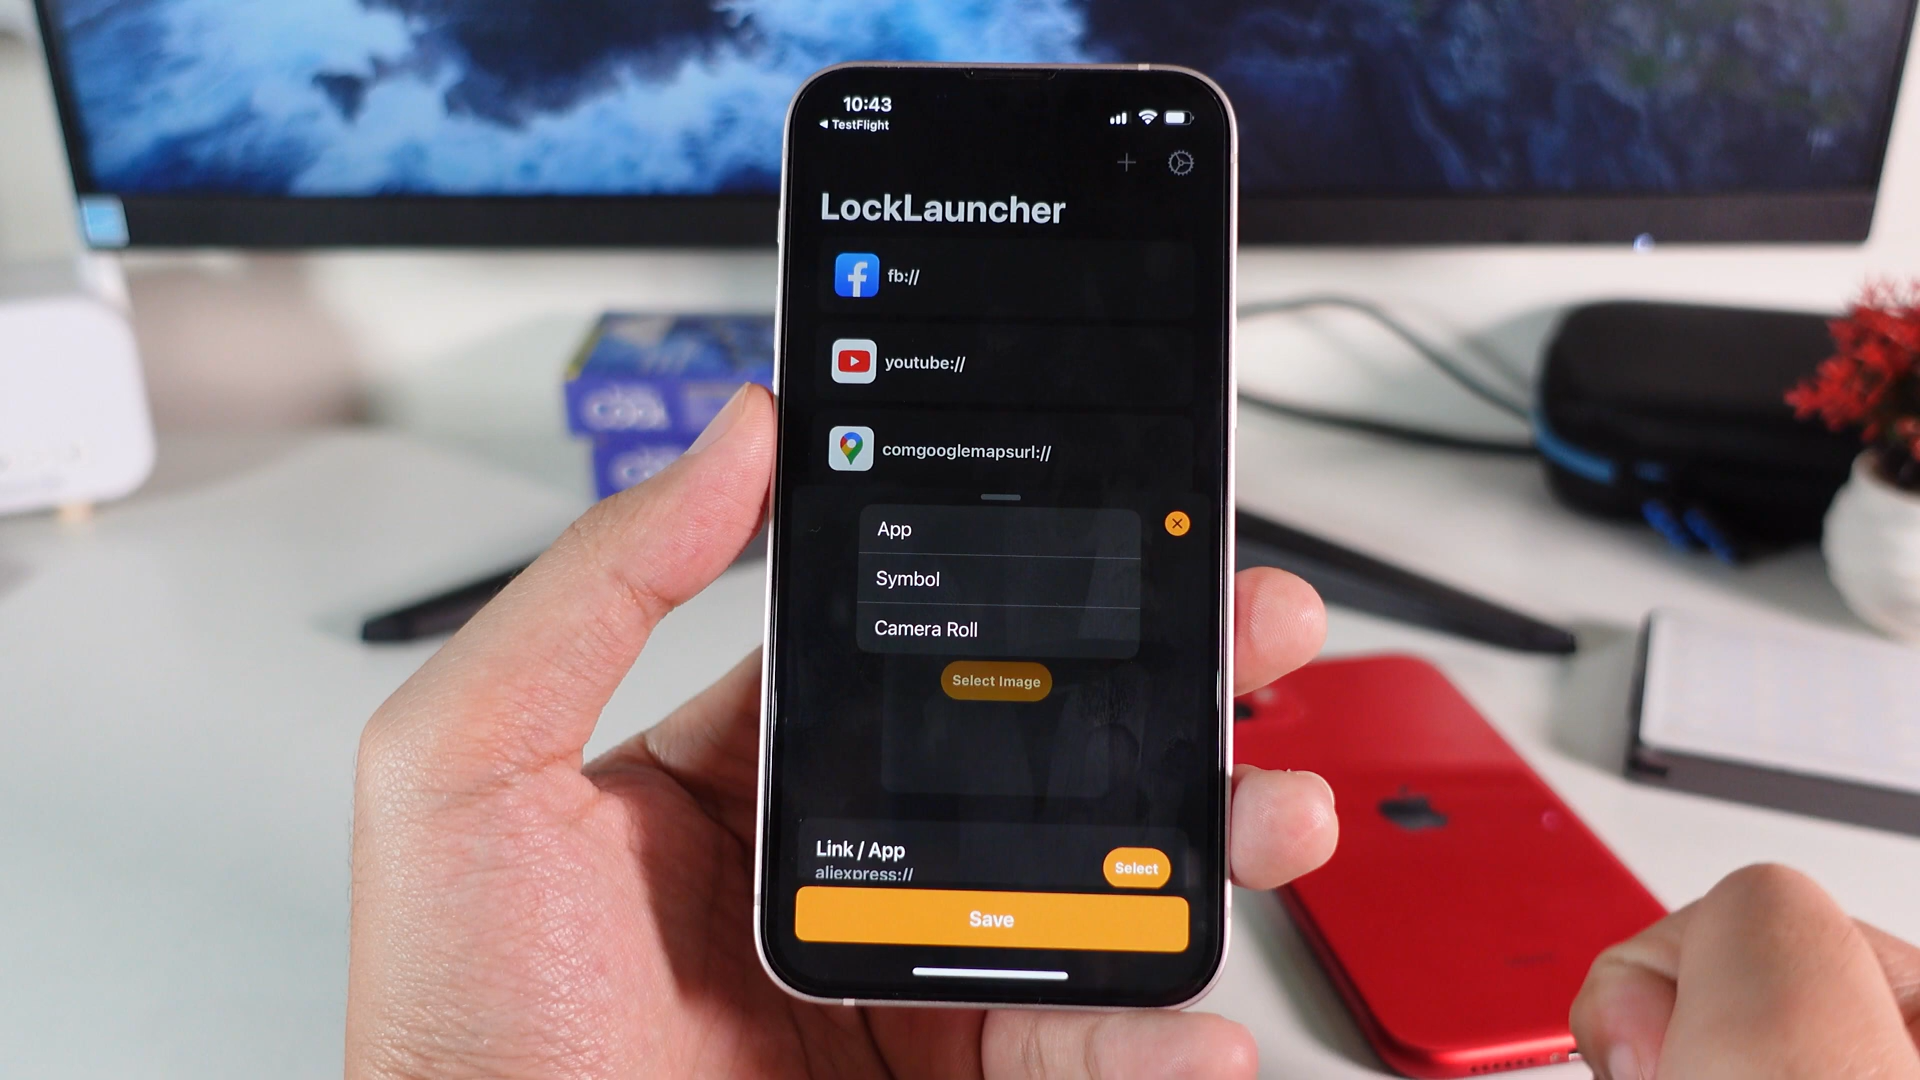 10:43
◀ TestFlight
LockLauncher
fb://
youtube://
comgooglemapsurl://
App
Symbol
Camera Roll
Select Image
Link / App
aliexpress://
Select
Save